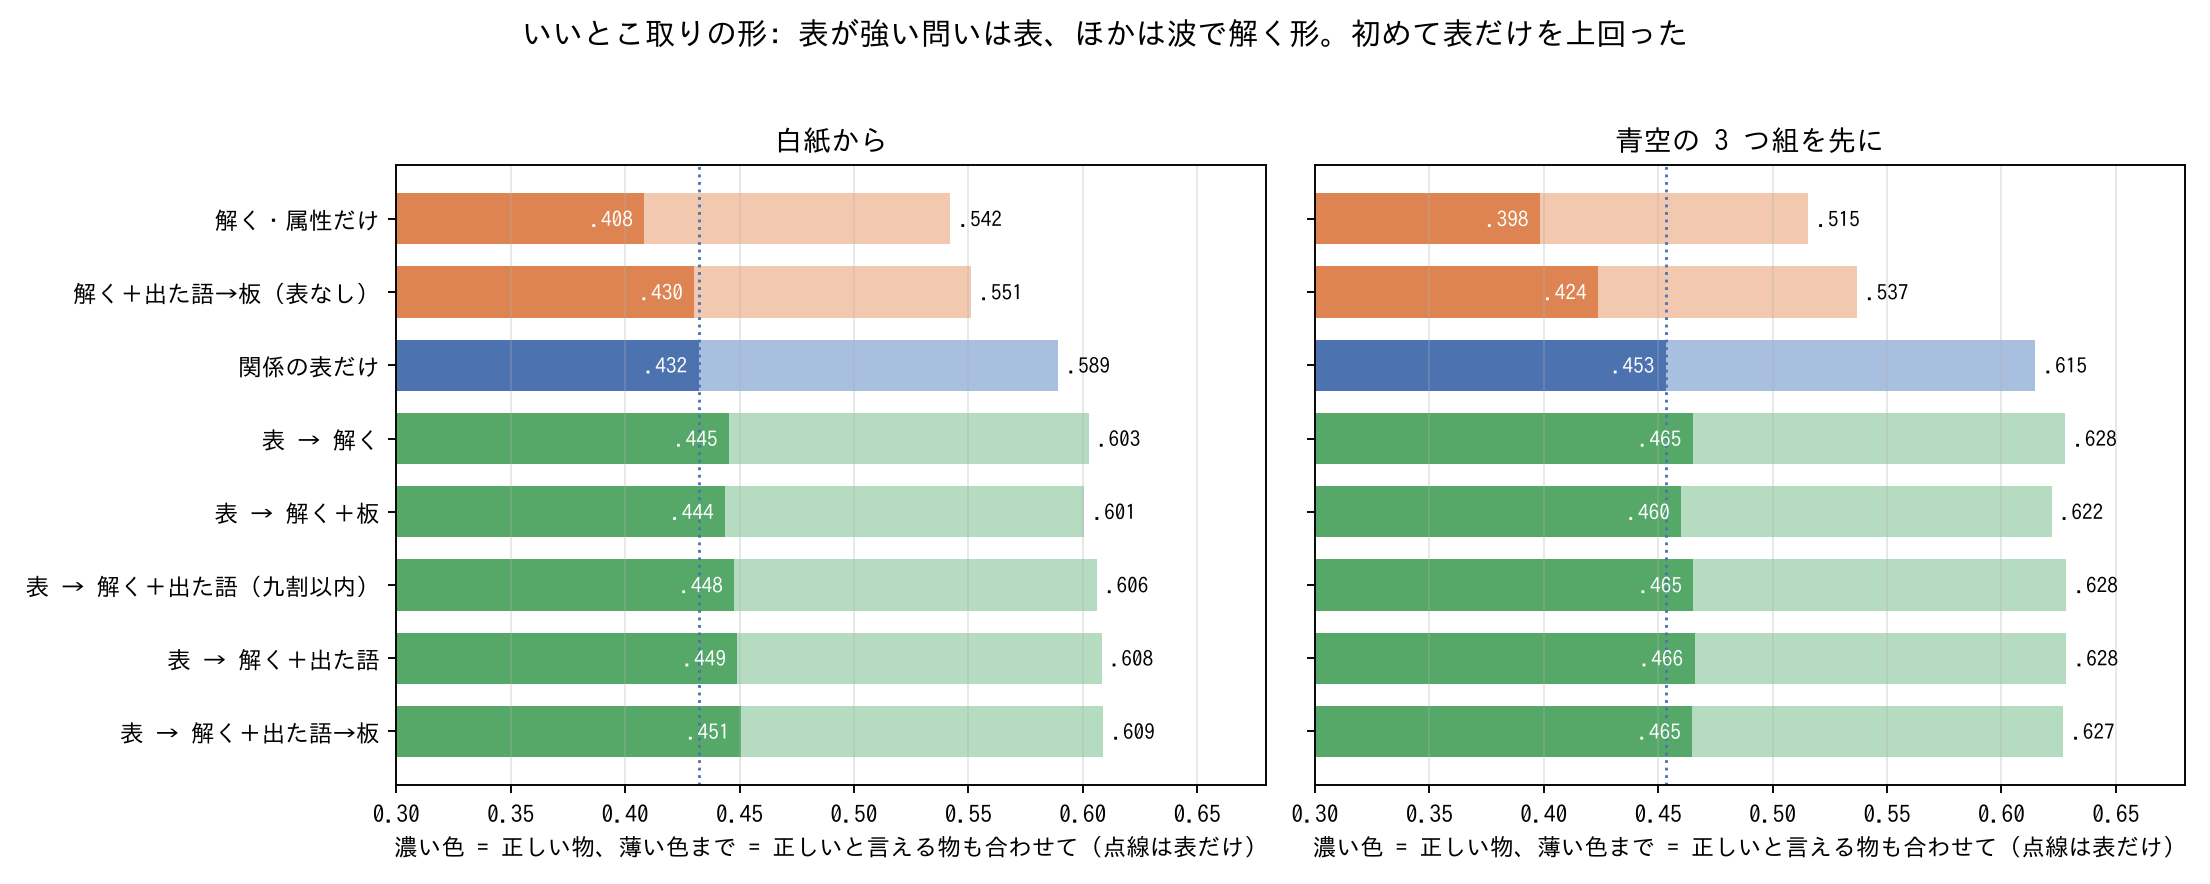 いいとこ取りの形: 表が強い問いは表、ほかは波で解く形。初めて表だけを上回った
白紙から
解く・属性だけ
解く＋出た語→板（表なし）
関係の表だけ
表 → 解く
表 → 解く＋板
表 → 解く＋出た語（九割以内）
表 → 解く＋出た語
表 → 解く＋出た語→板
.408 .542
.430 .551
.432 .589
.445 .603
.444 .601
.448 .606
.449 .608
.451 .609
0.30 0.35 0.40 0.45 0.50 0.55 0.60 0.65
濃い色 = 正しい物、薄い色まで = 正しいと言える物も合わせて（点線は表だけ）
青空の 3 つ組を先に
.398 .515
.424 .537
.453 .615
.465 .628
.460 .622
.465 .628
.466 .628
.465 .627
0.30 0.35 0.40 0.45 0.50 0.55 0.60 0.65
濃い色 = 正しい物、薄い色まで = 正しいと言える物も合わせて（点線は表だけ）